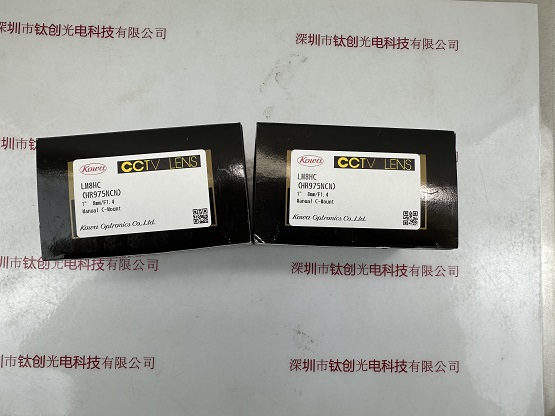 深圳市钛创光电科技有限公司
深圳市钛创光电科技有限公司
深圳市钛创光电科技有限公司
深圳市钛创光电科技有限公司
Kowa
CCTV LENS
LM8HC
(HR975NCN)
1" 8mm/F1.4
Manual C-Mount
Kowa Optronics Co.,Ltd.
Kowa
CCTV LENS
LM8HC
(HR975NCN)
1" 8mm/F1.4
Manual C-Mount
Kowa Optronics Co.,Ltd.
深圳市钛创光电科技有限公司
深圳市钛创光电科技有限公司
深圳市钛创光电科技有限公司
深圳市钛创光电科技有限公司